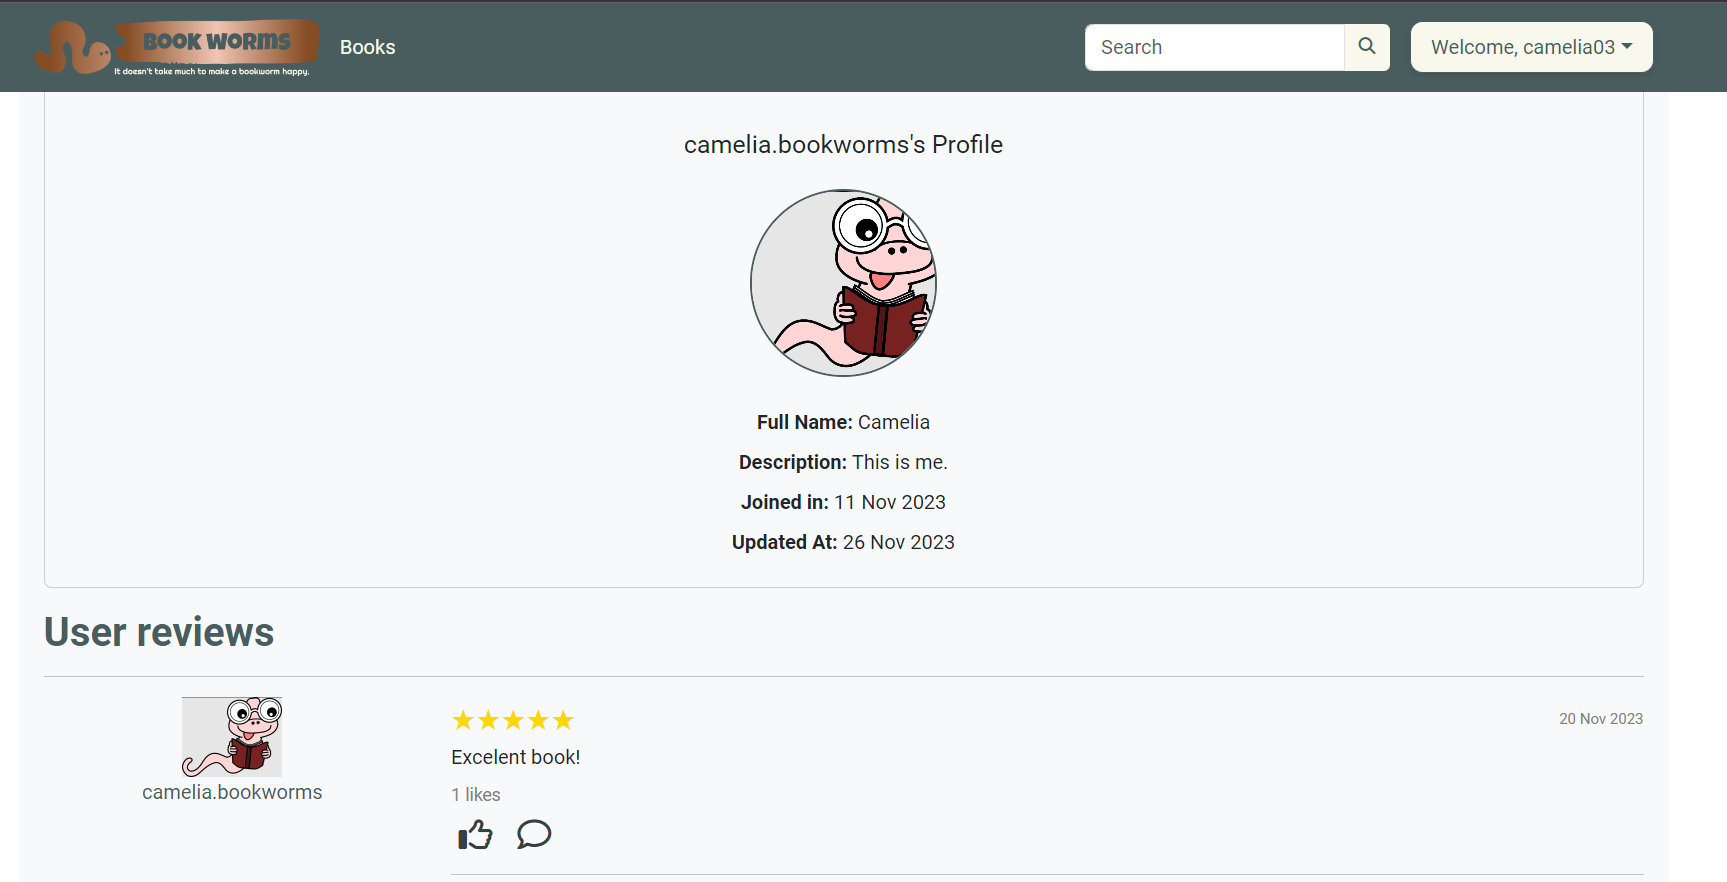 BOOK WORMS
It doesn't take much to make a bookworm happy.
Books
Search
Welcome, camelia03
camelia.bookworms's Profile
Full Name: Camelia
Description: This is me.
Joined in: 11 Nov 2023
Updated At: 26 Nov 2023
User reviews
camelia.bookworms
20 Nov 2023
Excelent book!
1 likes